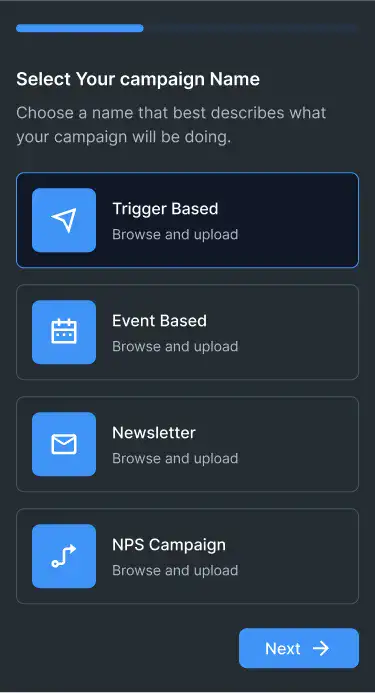 Select Your campaign Name
Choose a name that best describes what
your campaign will be doing.
Trigger Based
Browse and upload
Event Based
Browse and upload
Newsletter
Browse and upload
NPS Campaign
Browse and upload
Next